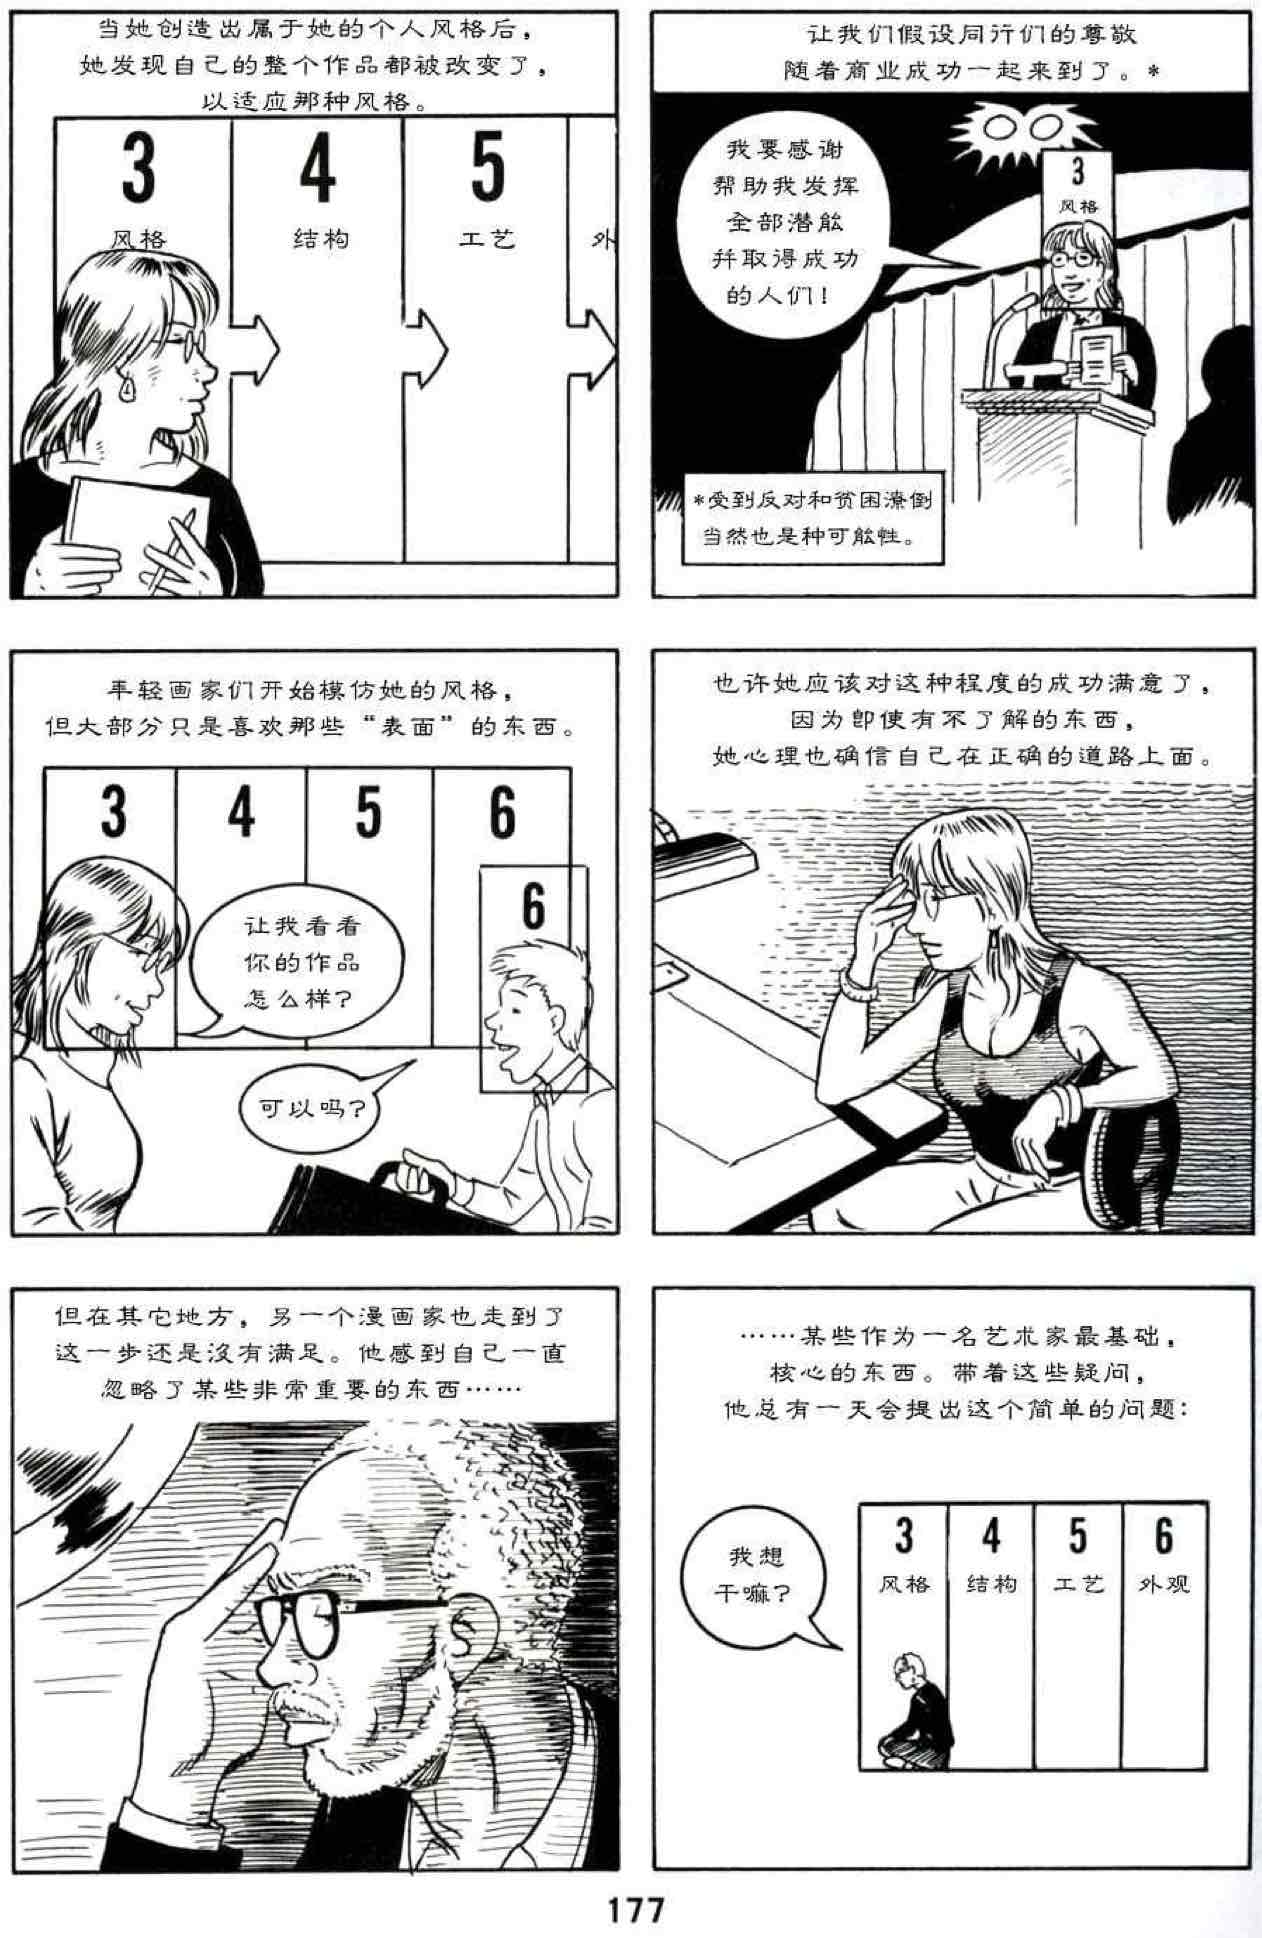 当她创造出属于她的个人风格后，
她发现自己的整个作品都被改变了，
以适应那种风格。
3
4
5
风格
结构
工艺
外
让我们假设同行们的尊敬
随着商业成功一起来到了。*
我要感谢
帮助我发挥
全部潜能
并取得成功
的人们！
3
风格
*受到反对和贫困潦倒
当然也是种可能性。
年轻画家们开始模仿她的风格，
但大部分只是喜欢那些“表面”的东西。
3
4
5
6
6
让我看看
你的作品
怎么样？
可以吗？
也许她应该对这种程度的成功满意了，
因为即使有不了解的东西，
她心理也确信自己在正确的道路上面。
但在其它地方，另一个漫画家也走到了
这一步还是没有满足。他感到自己一直
忽略了某些非常重要的东西……
……某些作为一名艺术家最基础，
核心的东西。带着这些疑问，
他总有一天会提出这个简单的问题：
我想
干嘛？
3
4
5
6
风格
结构
工艺
外观
177